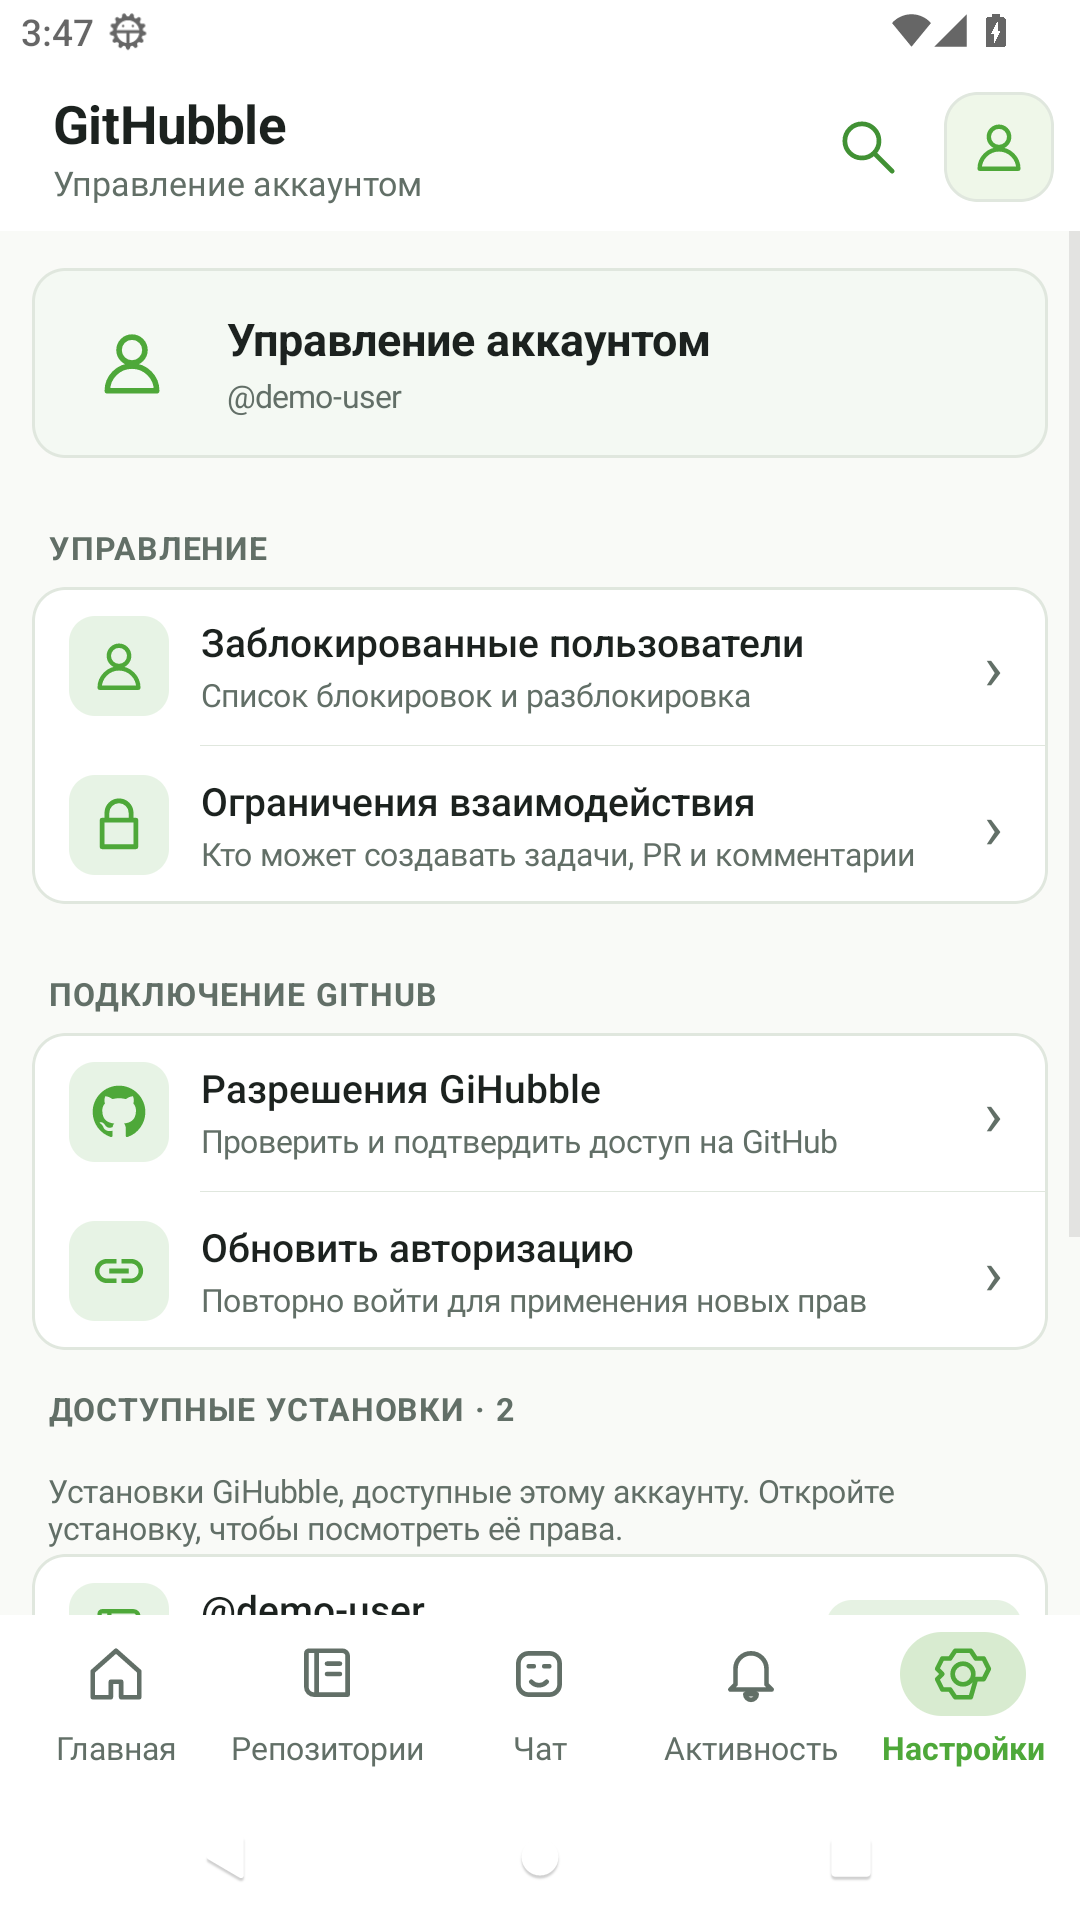 3:47
GitHubble
Управление аккаунтом
Управление аккаунтом
@demo-user
УПРАВЛЕНИЕ
Заблокированные пользователи
Список блокировок и разблокировка
Ограничения взаимодействия
Кто может создавать задачи, PR и комментарии
ПОДКЛЮЧЕНИЕ GITHUB
Разрешения GiHubble
Проверить и подтвердить доступ на GitHub
Обновить авторизацию
Повторно войти для применения новых прав
ДОСТУПНЫЕ УСТАНОВКИ · 2
Установки GiHubble, доступные этому аккаунту. Откройте
установку, чтобы посмотреть её права.
@demo-user
Главная
Репозитории
Чат
Активность
Настройки